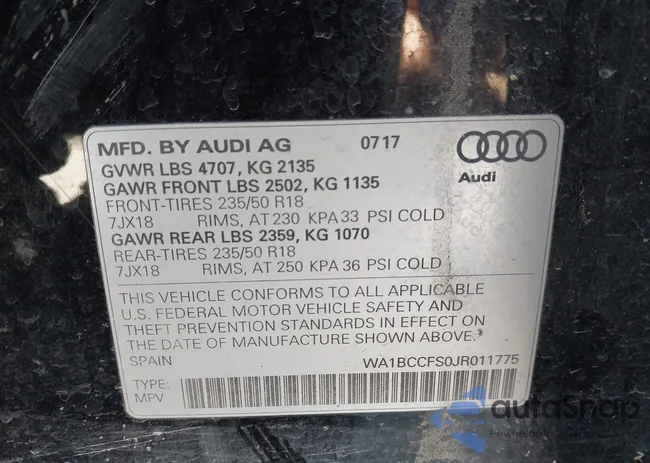 MFD. BY AUDI AG 07 17
GVWR LBS 4707, KG 2135
GAWR FRONT LBS 2502, KG 1135
FRONT-TIRES 235/50 R18
7JX18 RIMS, AT 230 KPA 33 PSI COLD
GAWR REAR LBS 2359, KG 1070
REAR-TIRES 235/50 R18
7JX18 RIMS, AT 250 KPA 36 PSI COLD
Audi
THIS VEHICLE CONFORMS TO ALL APPLICABLE
U.S. FEDERAL MOTOR VEHICLE SAFETY AND
THEFT PREVENTION STANDARDS IN EFFECT ON
THE DATE OF MANUFACTURE SHOWN ABOVE.
SPAIN WA1BCCFS0JR011775
TYPE:
MPV
autoSnap